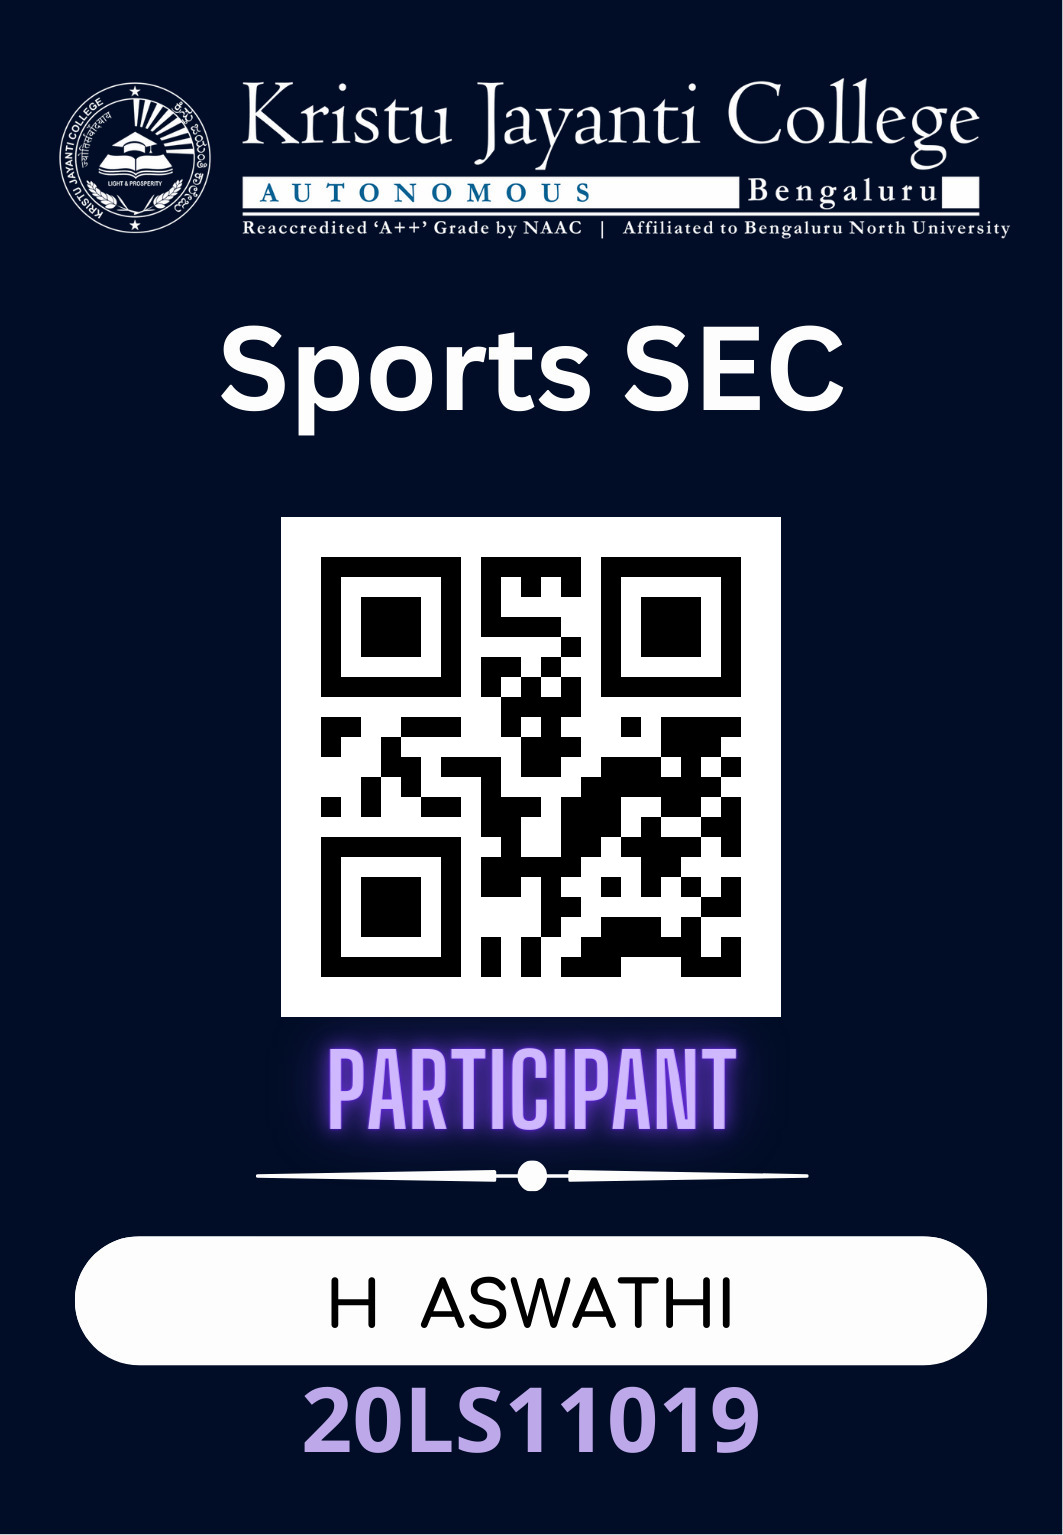 Kristu Jayanti College
AUTONOMOUS Bengaluru
Reaccredited ‘A++’ Grade by NAAC | Affiliated to Bengaluru North University
KRISTU JAYANTI COLLEGE
LIGHT & PROSPERITY
Sports SEC
PARTICIPANT
H ASWATHI
20LS11019